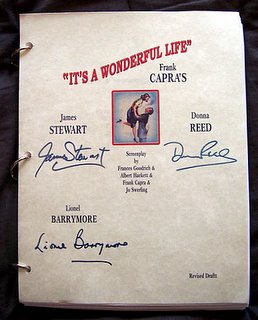 "IT'S A WONDERFUL LIFE"
Frank
CAPRA'S
James
STEWART
Donna
REED
James Stewart
Donna Reed
Screenplay
by
Frances Goodrich &
Albert Hackett &
Frank Capra &
Jo Swerling
Lionel
BARRYMORE
Lionel Barrymore
Revised Draft